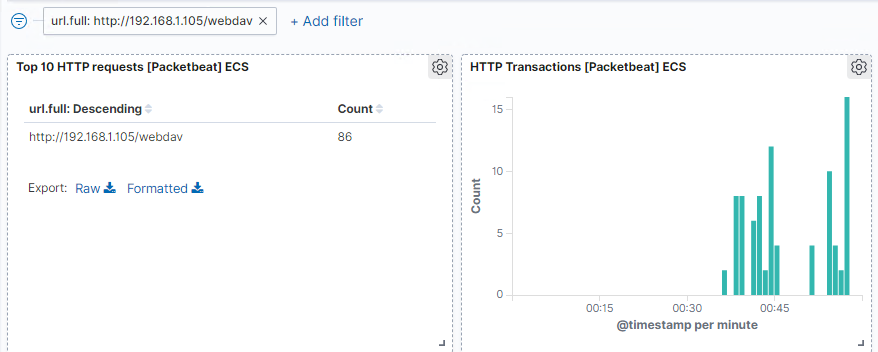 url.full: http://192.168.1.105/webdav ×
+ Add filter
Top 10 HTTP requests [Packetbeat] ECS
url.full: Descending Count
http://192.168.1.105/webdav 86
Export: Raw Formatted
HTTP Transactions [Packetbeat] ECS
Count
15
10
5
0
00:15 00:30 00:45
@timestamp per minute